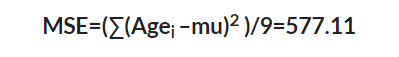 MSE=(∑(Ageᵢ –mu)² )/9=577.11